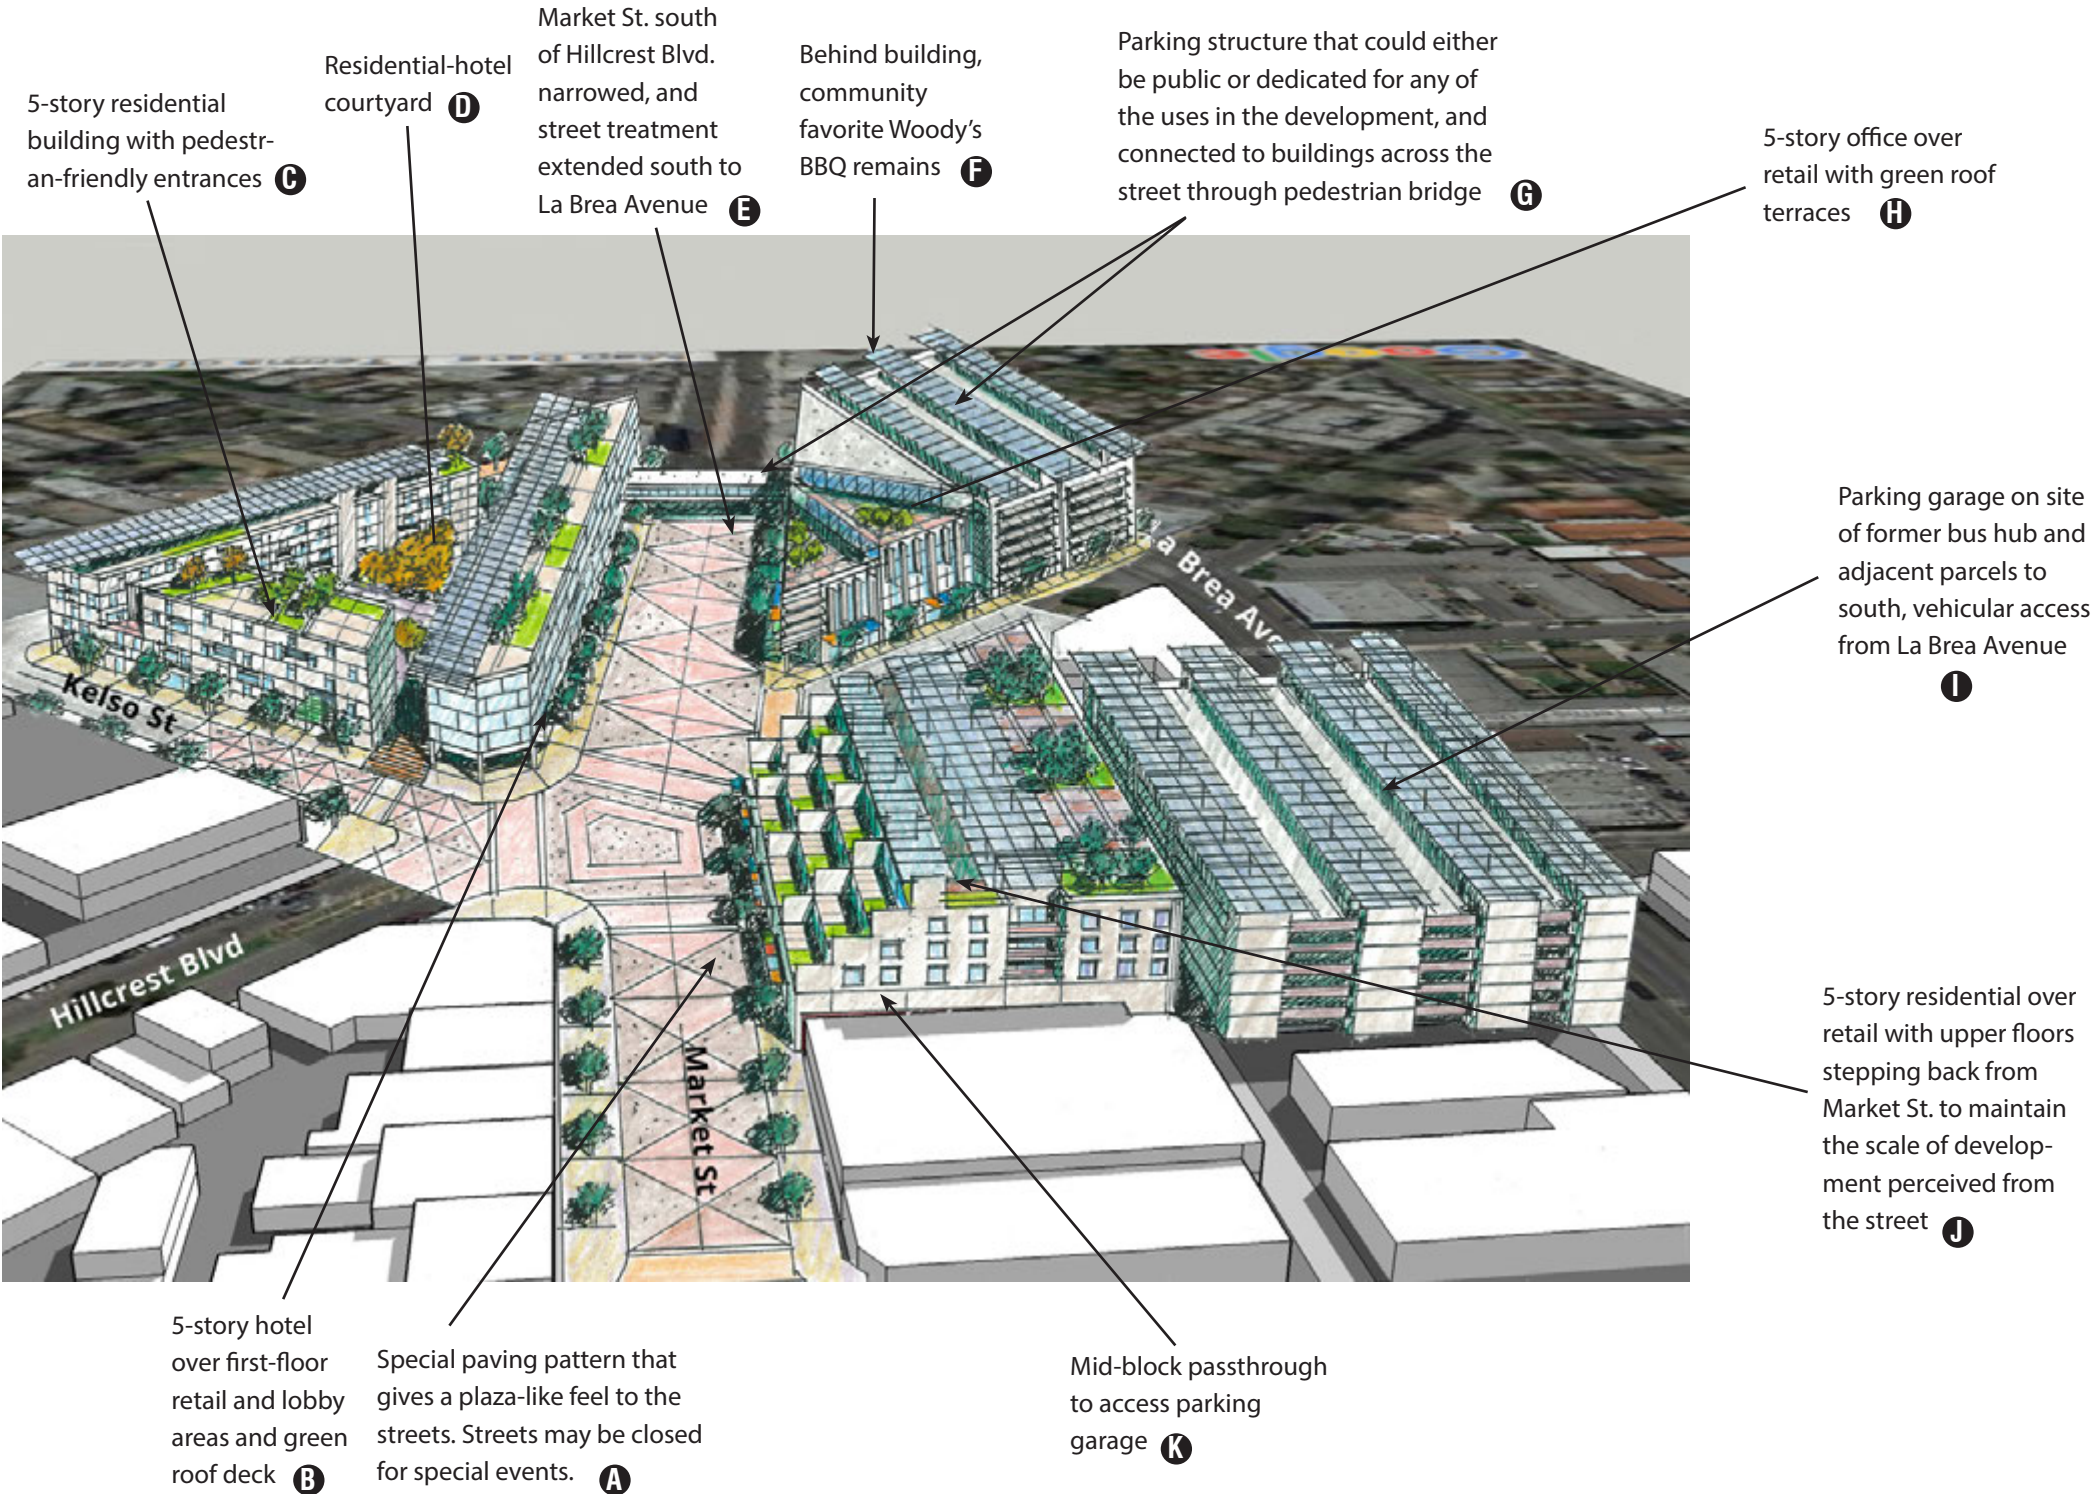 5-story residential
building with pedestr-
an-friendly entrances C
Residential-hotel
courtyard D
Market St. south
of Hillcrest Blvd.
narrowed, and
street treatment
extended south to
La Brea Avenue E
Behind building,
community
favorite Woody's
BBQ remains F
Parking structure that could either
be public or dedicated for any of
the uses in the development, and
connected to buildings across the
street through pedestrian bridge G
5-story office over
retail with green roof
terraces H
Parking garage on site
of former bus hub and
adjacent parcels to
south, vehicular access
from La Brea Avenue
I
5-story residential over
retail with upper floors
stepping back from
Market St. to maintain
the scale of develop-
ment perceived from
the street J
La Brea Ave
Kelso St
Hillcrest Blvd
Market St
5-story hotel
over first-floor
retail and lobby
areas and green
roof deck B
Special paving pattern that
gives a plaza-like feel to the
streets. Streets may be closed
for special events. A
Mid-block passthrough
to access parking
garage K